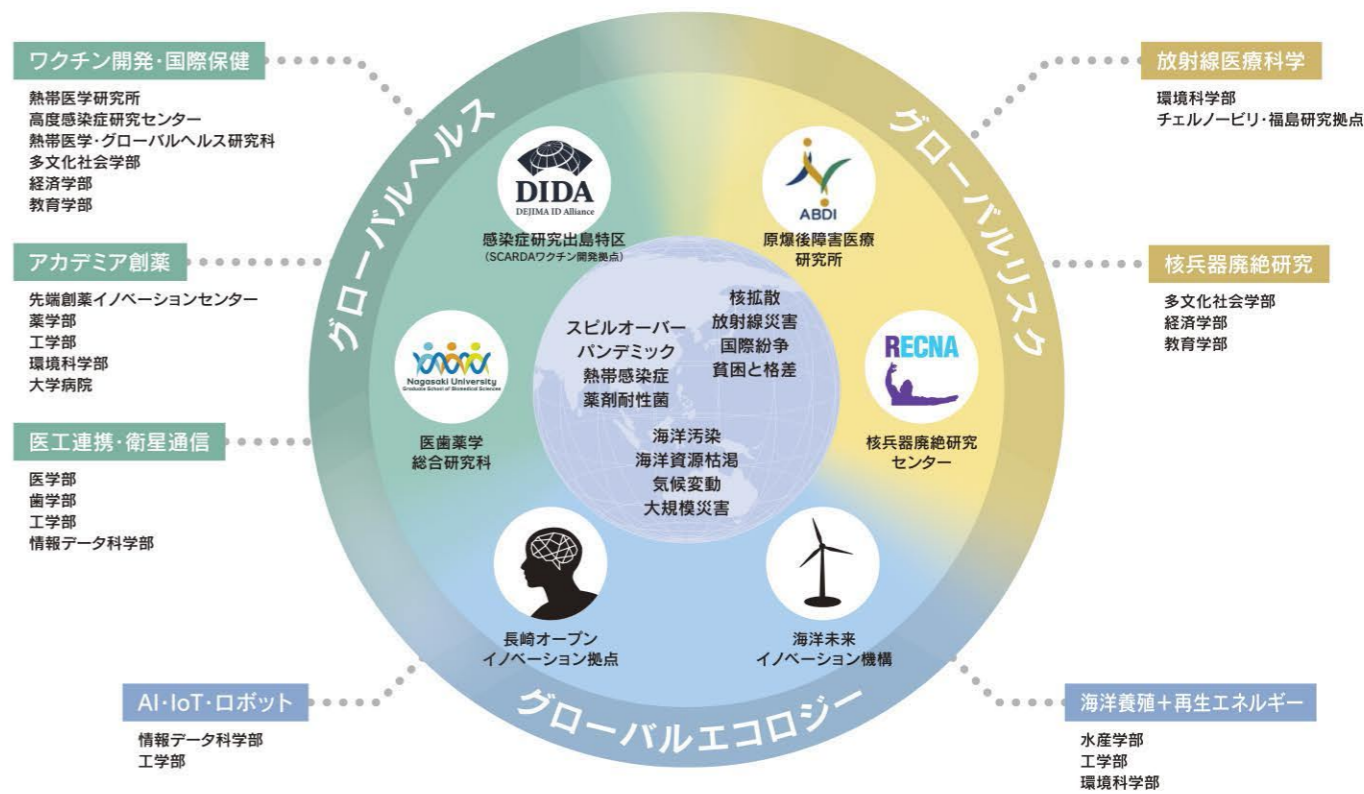 ワクチン開発・国際保健
熱帯医学研究所
高度感染症研究センター
熱帯医学・グローバルヘルス研究科
多文化社会学部
経済学部
教育学部
アカデミア創薬
先端創薬イノベーションセンター
薬学部
工学部
環境科学部
大学病院
医工連携・衛星通信
医学部
歯学部
工学部
情報データ科学部
AI・IoT・ロボット
情報データ科学部
工学部
グローバルヘルス
DIDA
DEJIMA ID Alliance
感染症研究出島特区
(SCARDAワクチン開発拠点)
Nagasaki University
Graduate School of Biomedical Sciences
医歯薬学
総合研究科
スピルオーバー
パンデミック
熱帯感染症
薬剤耐性菌
核拡散
放射線災害
国際紛争
貧困と格差
海洋汚染
海洋資源枯渇
気候変動
大規模災害
グローバルリスク
ABDI
原爆後障害医療
研究所
RECNA
核兵器廃絶研究
センター
長崎オープン
イノベーション拠点
海洋未来
イノベーション機構
グローバルエコロジー
放射線医療科学
環境科学部
チェルノービリ・福島研究拠点
核兵器廃絶研究
多文化社会学部
経済学部
教育学部
海洋養殖+再生エネルギー
水産学部
工学部
環境科学部